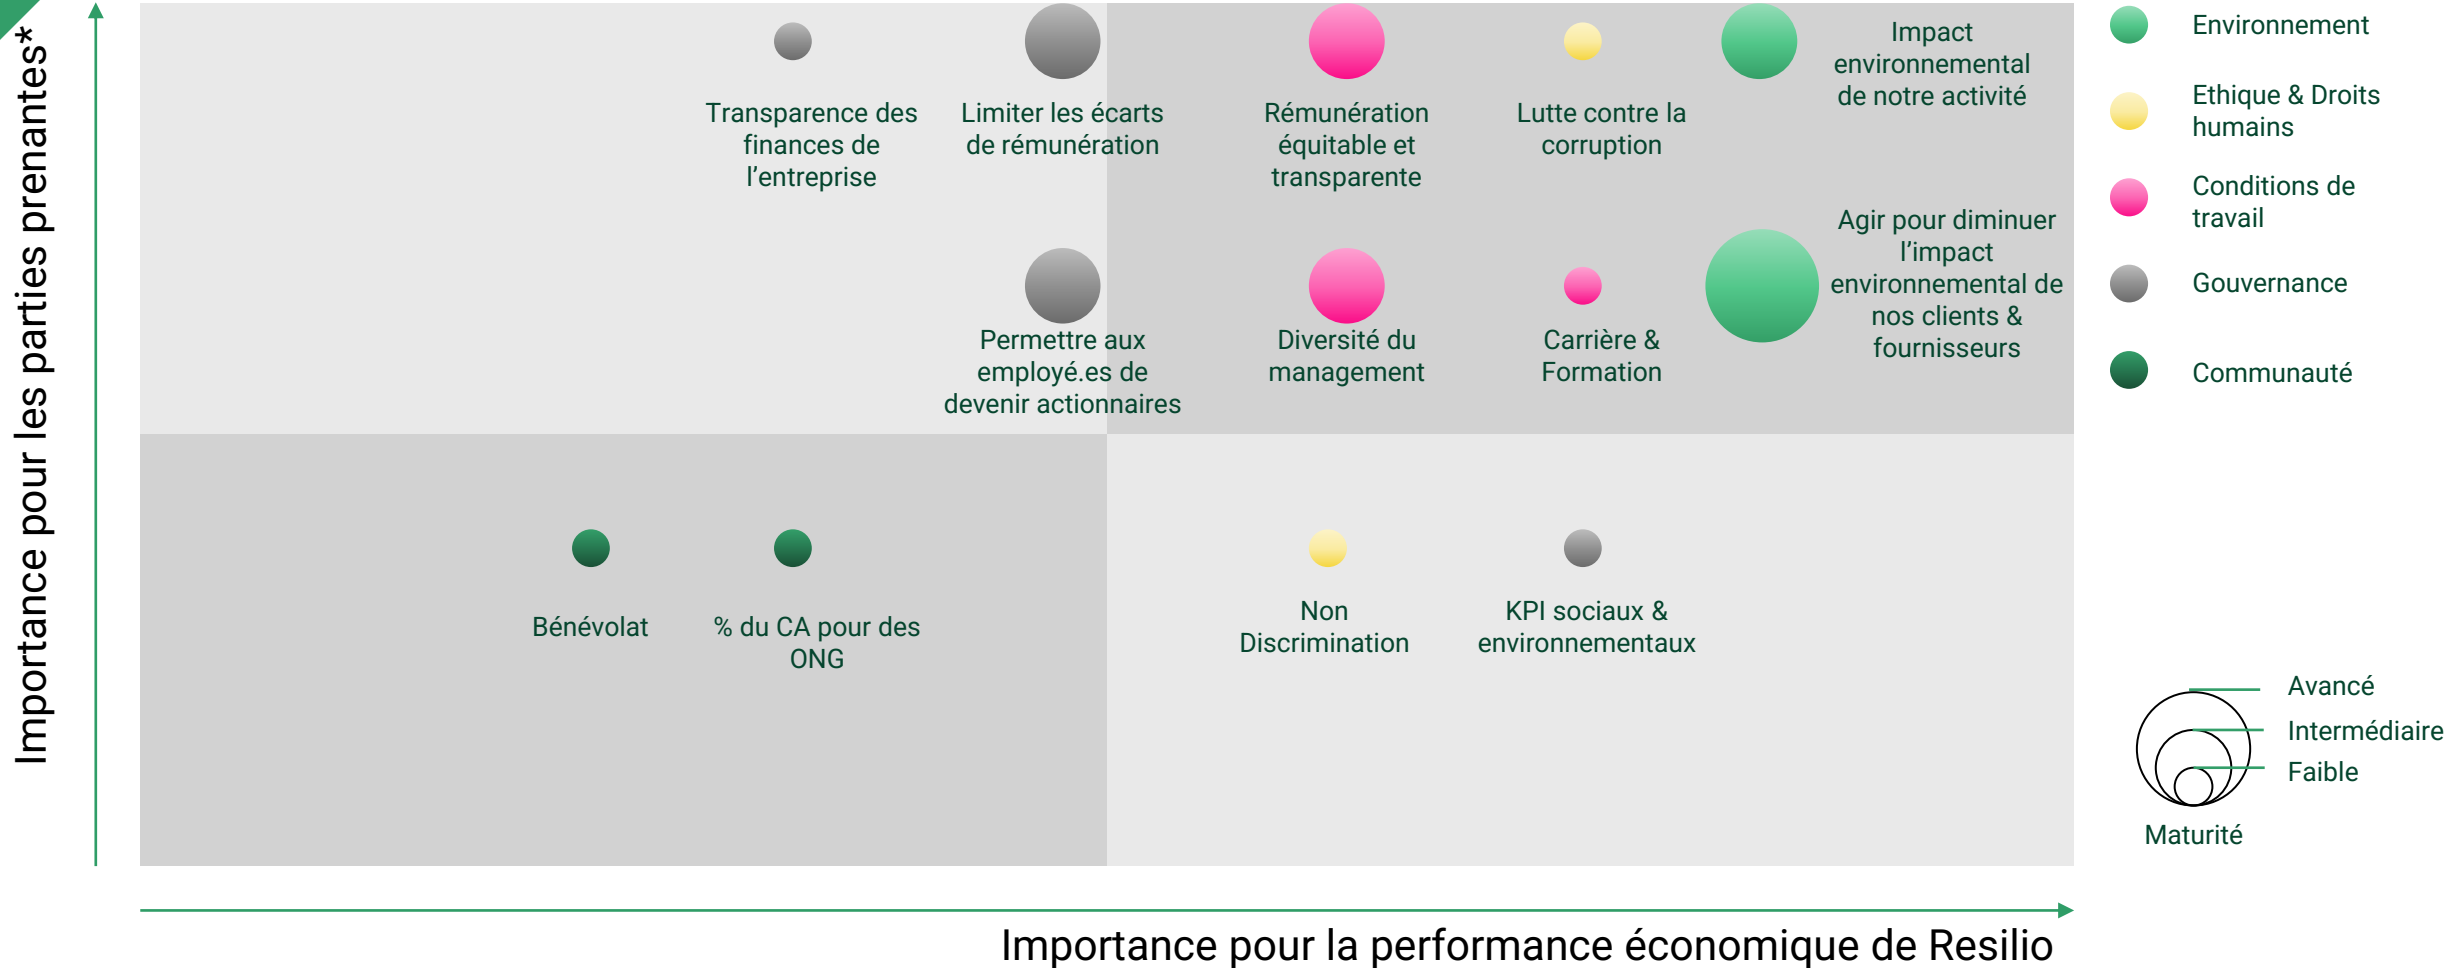 Importance pour les parties prenantes*
Transparence des
finances de
l’entreprise
Limiter les écarts
de rémunération
Rémunération
équitable et
transparente
Lutte contre la
corruption
Impact
environnemental
de notre activité
Permettre aux
employé.es de
devenir actionnaires
Diversité du
management
Carrière &
Formation
Agir pour diminuer
l’impact
environnemental de
nos clients &
fournisseurs
Bénévolat
% du CA pour des
ONG
Non
Discrimination
KPI sociaux &
environnementaux
Importance pour la performance économique de Resilio
Environnement
Ethique & Droits
humains
Conditions de
travail
Gouvernance
Communauté
Avancé
Intermédiaire
Faible
Maturité